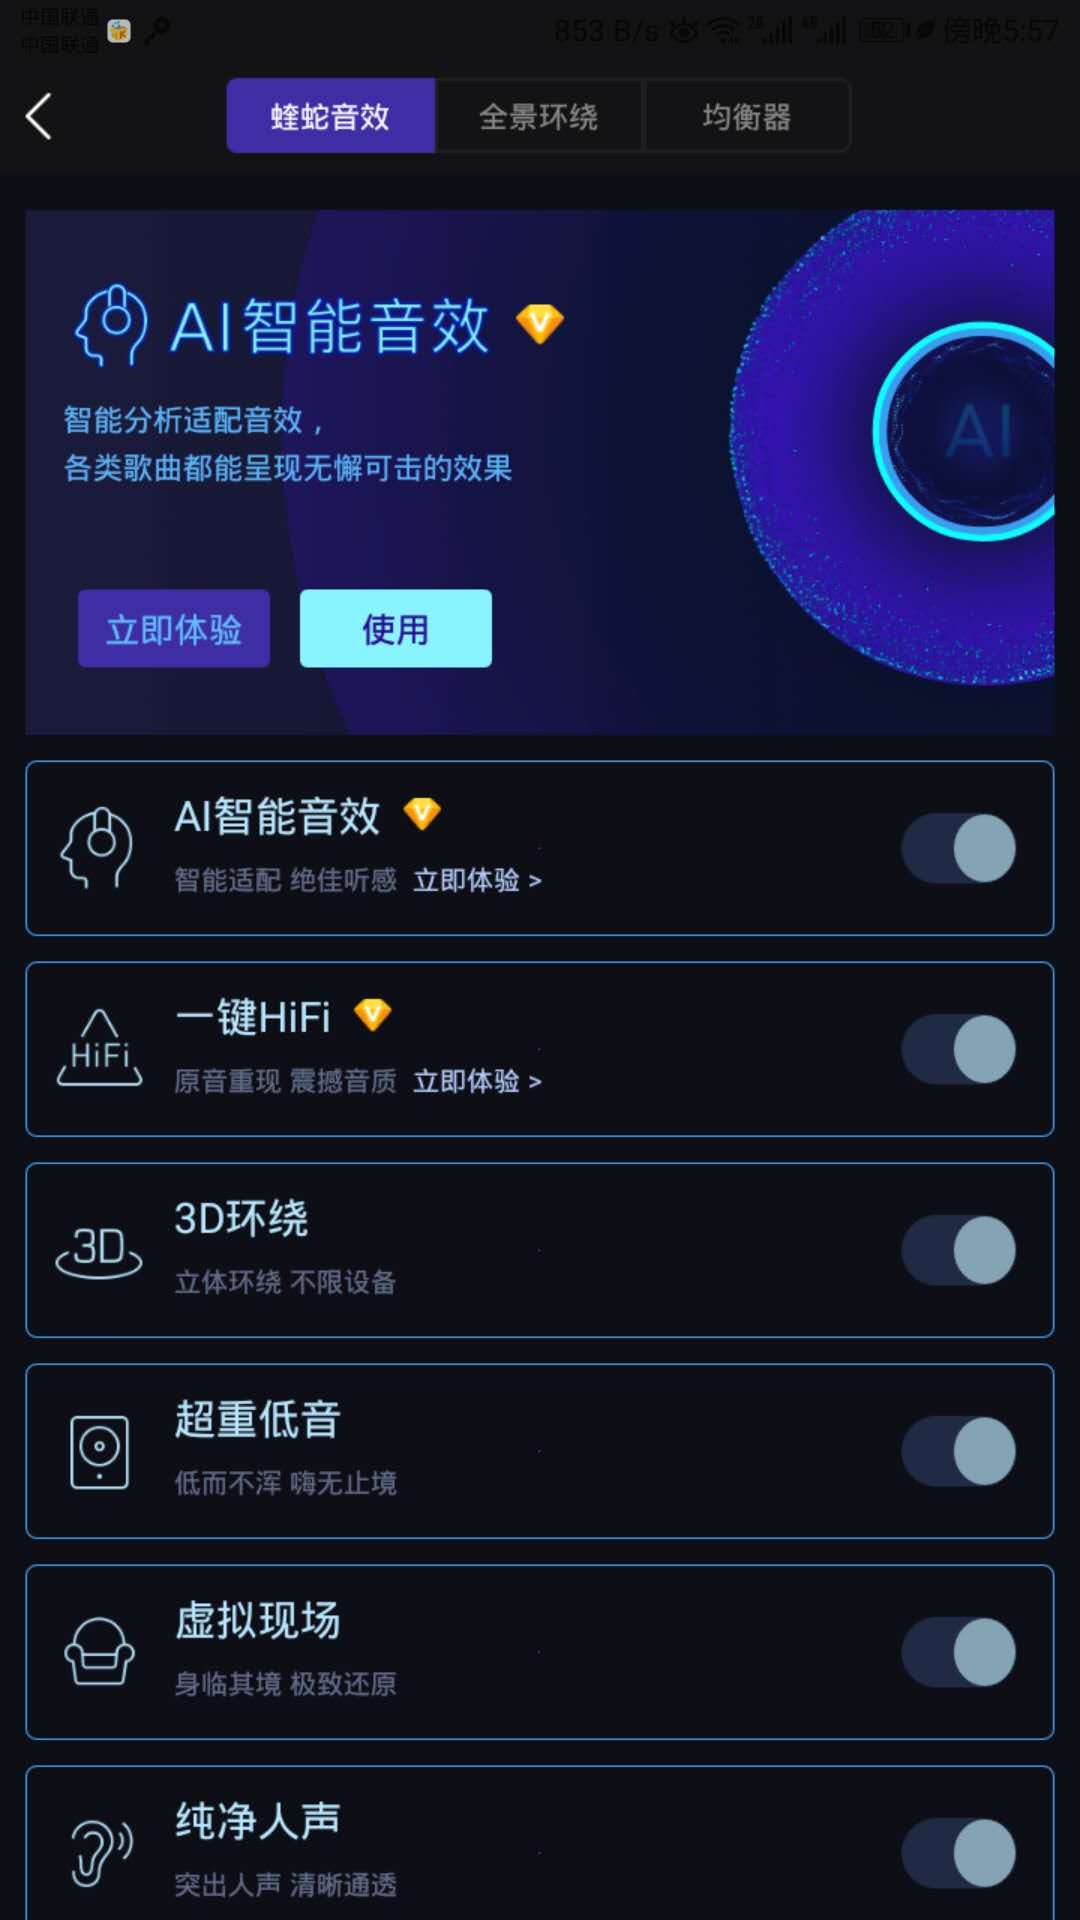 中国联通
中国联通
853 B/s 2G 4G 52 傍晚5:57
蝰蛇音效 全景环绕 均衡器
AI智能音效
智能分析适配音效，
各类歌曲都能呈现无懈可击的效果
AI
立即体验 使用
AI智能音效
智能适配 绝佳听感 立即体验 >
HiFi
一键HiFi
原音重现 震撼音质 立即体验 >
3D
3D环绕
立体环绕 不限设备
超重低音
低而不浑 嗨无止境
虚拟现场
身临其境 极致还原
纯净人声
突出人声 清晰通透